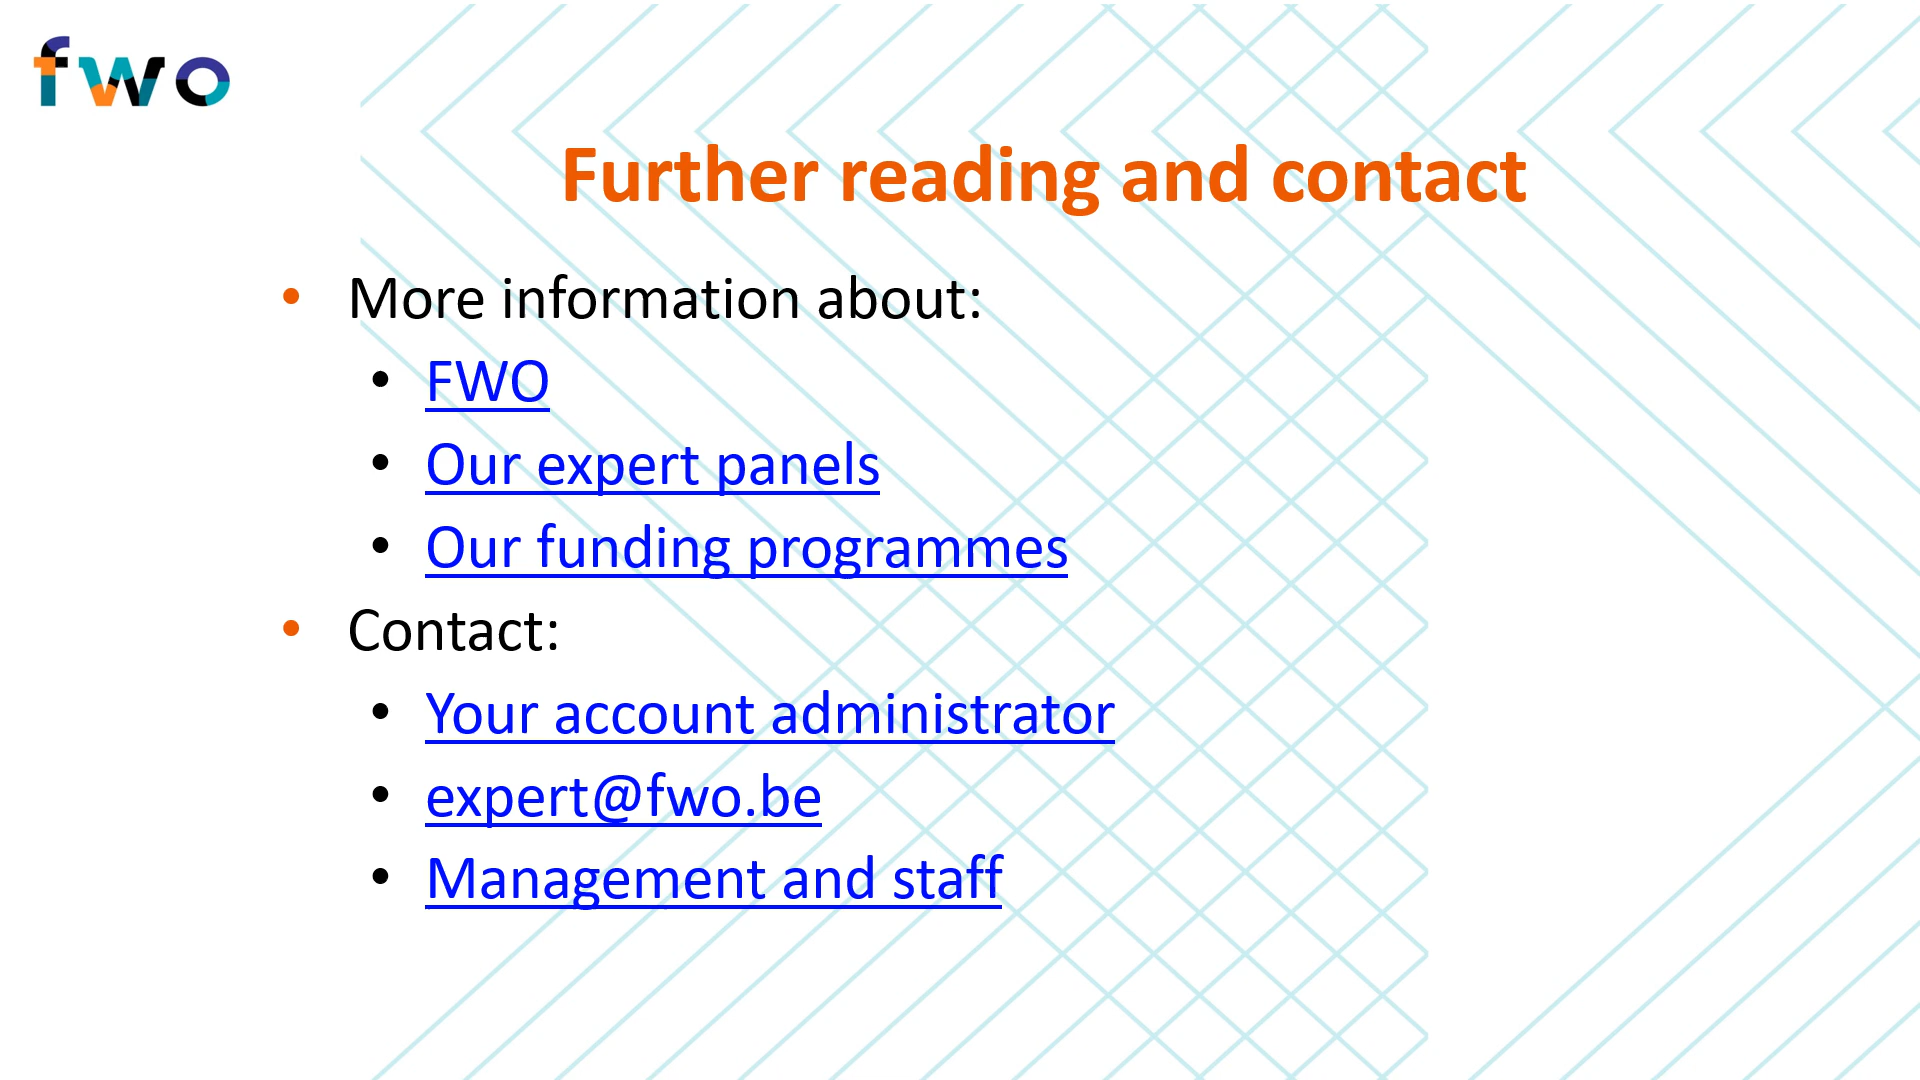 fwo
Further reading and contact
• More information about:
• FWO
• Our expert panels
• Our funding programmes
• Contact:
• Your account administrator
• expert@fwo.be
• Management and staff